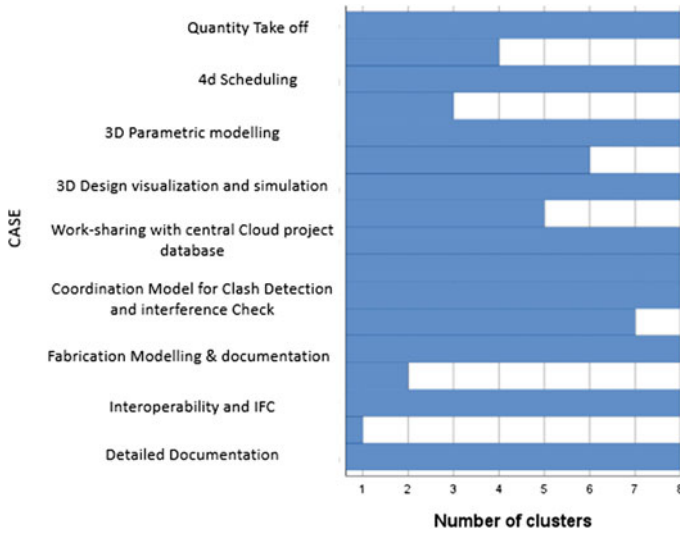 Quantity Take off
4d Scheduling
3D Parametric modelling
3D Design visualization and simulation
Work-sharing with central Cloud project
database
Coordination Model for Clash Detection
and interference Check
Fabrication Modelling & documentation
Interoperability and IFC
Detailed Documentation
CASE
1 2 3 4 5 6 7 8
Number of clusters